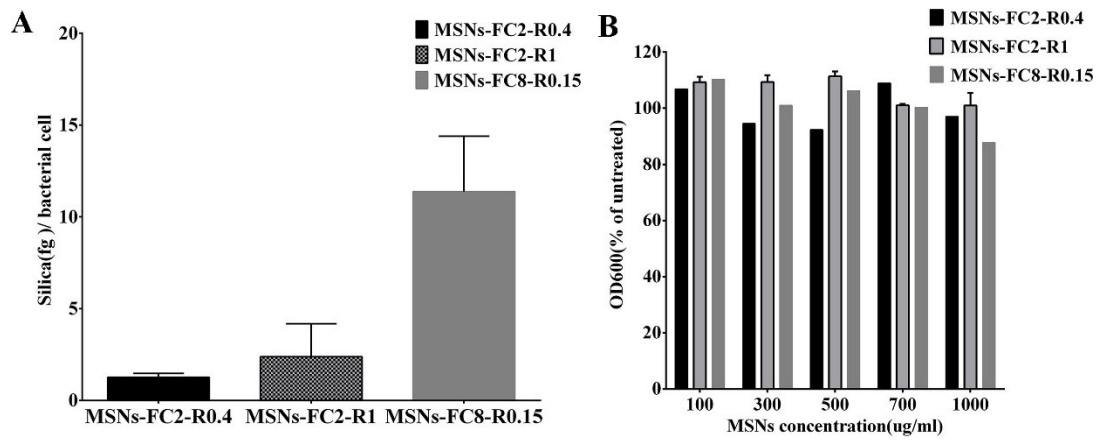 A
MSNs-FC2-R0.4
MSNs-FC2-R1
MSNs-FC8-R0.15
20
15
10
5
0
Silica(fg )/ bacterial cell
MSNs-FC2-R0.4 MSNs-FC2-R1 MSNs-FC8-R0.15
B
MSNs-FC2-R0.4
MSNs-FC2-R1
MSNs-FC8-R0.15
120
100
80
60
40
20
0
OD600(% of untreated)
100 300 500 700 1000
MSNs concentration(ug/ml)